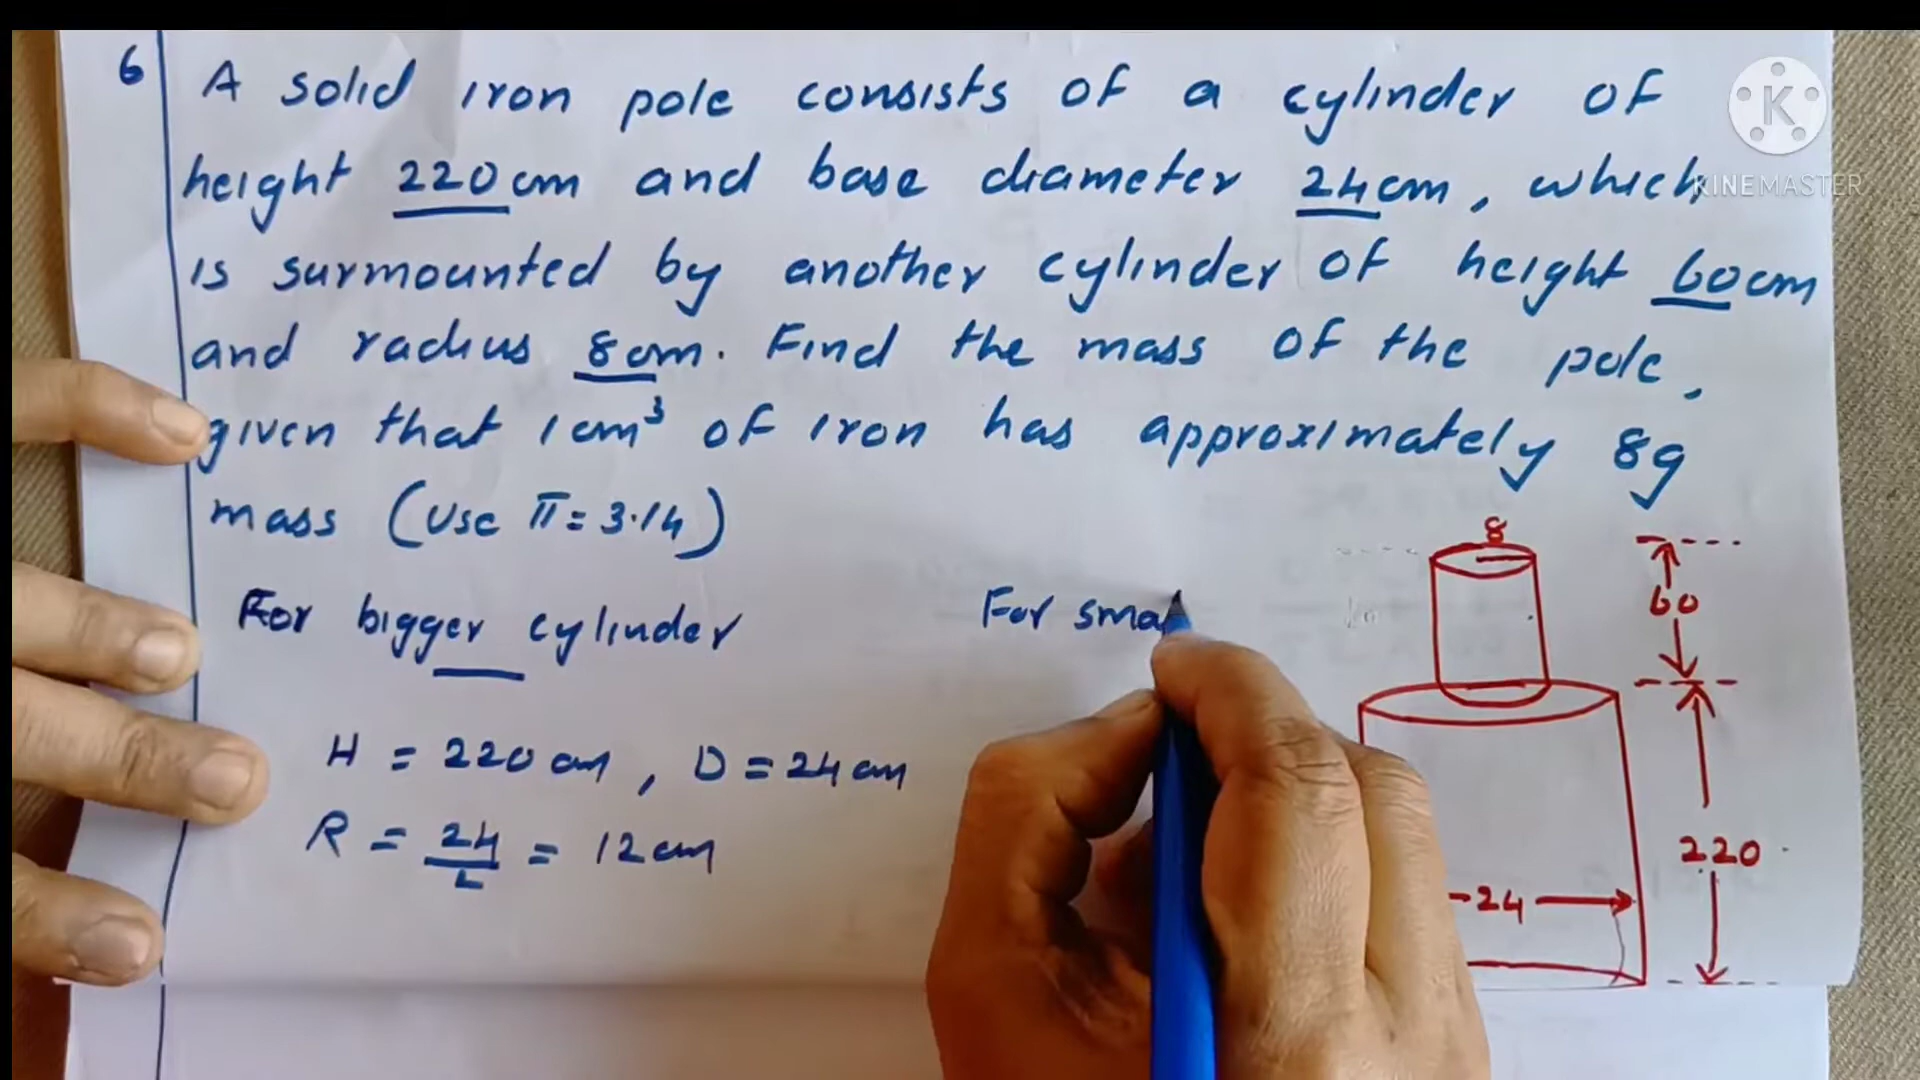 6 A solid iron pole consists of a cylinder of
height 220cm and base diameter 24cm, which
is surmounted by another cylinder of height 60cm
and radius 8cm. Find the mass of the pole,
given that 1cm³ of iron has approximately 8g
mass (Use π = 3.14)
For bigger cylinder
For sma
H = 220 cm, D = 24 cm
R = 24/2 = 12 cm
8
60
220
24
K
KINEMASTER